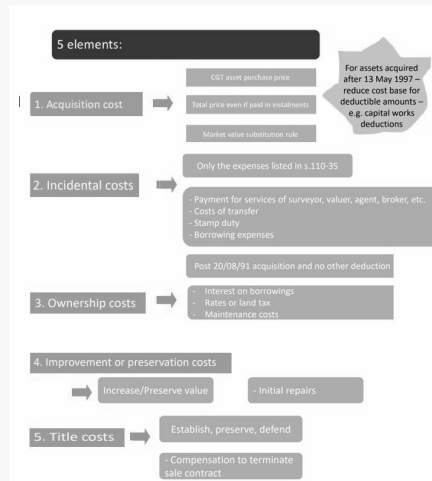 5 elements:
For assets acquired
after 13 May 1997 –
reduce cost base for
deductible amounts –
e.g. capital works
deductions
CGT asset purchase price
1. Acquisition cost
Total price even if paid in instalments
Market value substitution rule
Only the expenses listed in s.110-35
2. Incidental costs
- Payment for services of surveyor, valuer, agent, broker, etc.
- Costs of transfer
- Stamp duty
- Borrowing expenses
Post 20/08/91 acquisition and no other deduction
3. Ownership costs
- Interest on borrowings
- Rates or land tax
- Maintenance costs
4. Improvement or preservation costs
Increase/Preserve value
- Initial repairs
5. Title costs
Establish, preserve, defend
- Compensation to terminate
sale contract